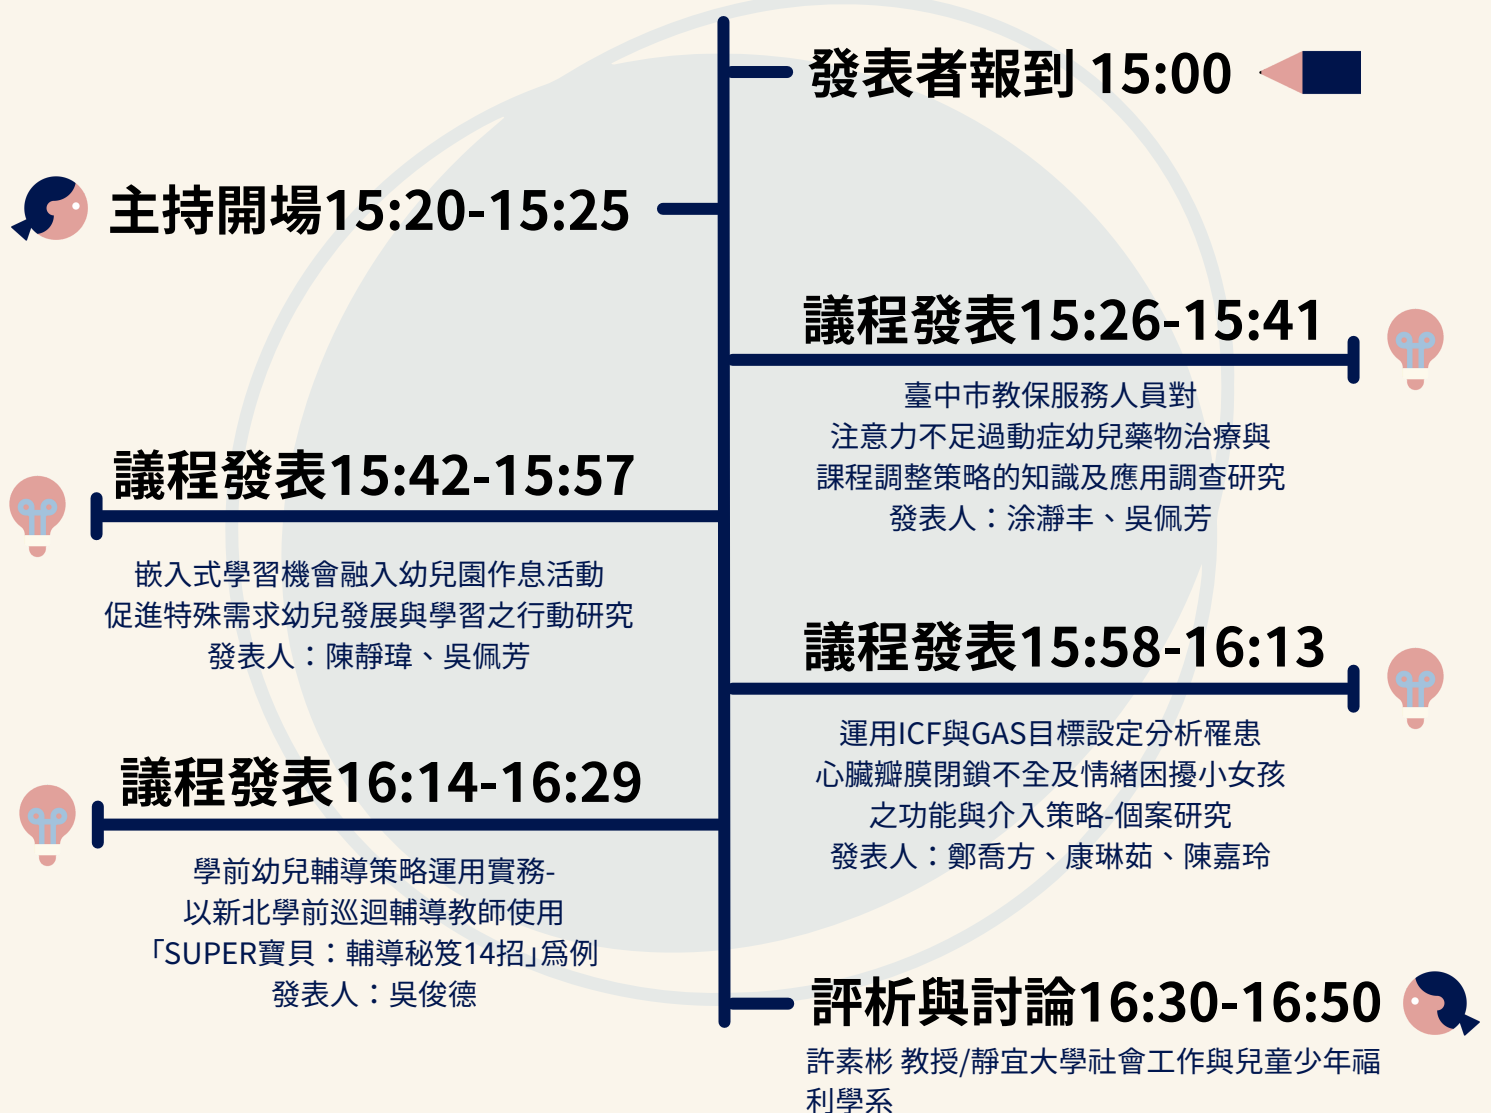 發表者報到 15:00
主持開場15:20-15:25
議程發表15:26-15:41
臺中市教保服務人員對
注意力不足過動症幼兒藥物治療與
課程調整策略的知識及應用調查研究
發表人：涂瀞丰、吳佩芳
議程發表15:42-15:57
嵌入式學習機會融入幼兒園作息活動
促進特殊需求幼兒發展與學習之行動研究
發表人：陳靜瑋、吳佩芳
議程發表15:58-16:13
運用ICF與GAS目標設定分析罹患
心臟瓣膜閉鎖不全及情緒困擾小女孩
之功能與介入策略-個案研究
發表人：鄭喬方、康琳茹、陳嘉玲
議程發表16:14-16:29
學前幼兒輔導策略運用實務-
以新北學前巡迴輔導教師使用
「SUPER寶貝：輔導秘笈14招」爲例
發表人：吳俊德
評析與討論16:30-16:50
許素彬 教授/靜宜大學社會工作與兒童少年福
利學系